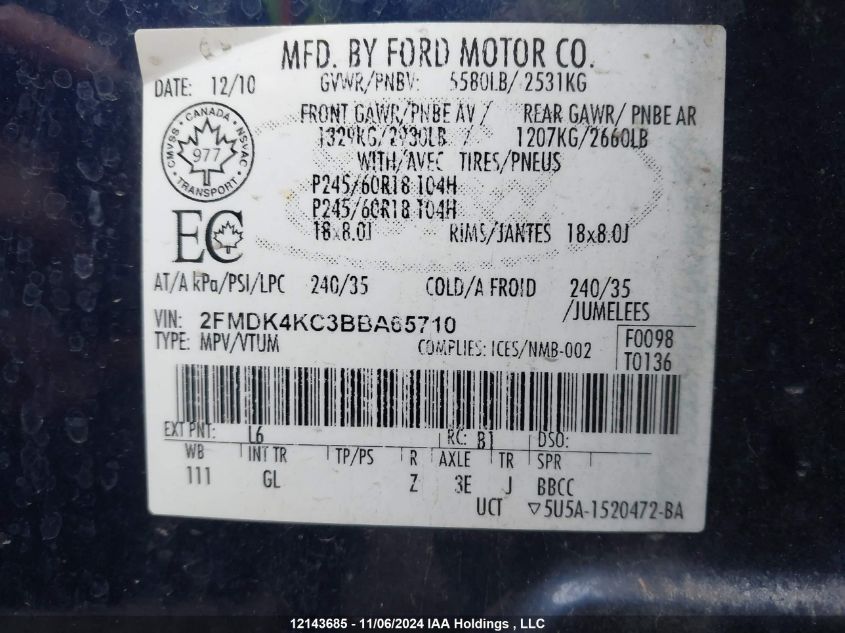 MFD. BY FORD MOTOR CO.
DATE: 12/10 GVWR/PNBV: 5580LB/ 2531KG
FRONT GAWR/PNBE AV / REAR GAWR/ PNBE AR
1329KG/2930LB / 1207KG/2660LB
WITH/AVEC TIRES/PNEUS
CMVSS • CANADA • NSVAC • TRANSPORT •
977
P245/60R18 104H
P245/60R18 104H
EC 18x8.0J RIMS/JANTES 18x8.0J
AT/A kPa/PSI/LPC 240/35 COLD/A FROID 240/35
/JUMELEES
VIN: 2FMDK4KC3BBA65710
TYPE: MPV/VTUM COMPLIES: ICES/NMB-002
F0098
T0136
EXT PNT: L6 RC: B1 DSO:
WB INT TR TP/PS R AXLE TR SPR
111 GL Z 3E J BBCC
UCT ▽5U5A-1520472-BA
12143685 - 11/06/2024 IAA Holdings , LLC